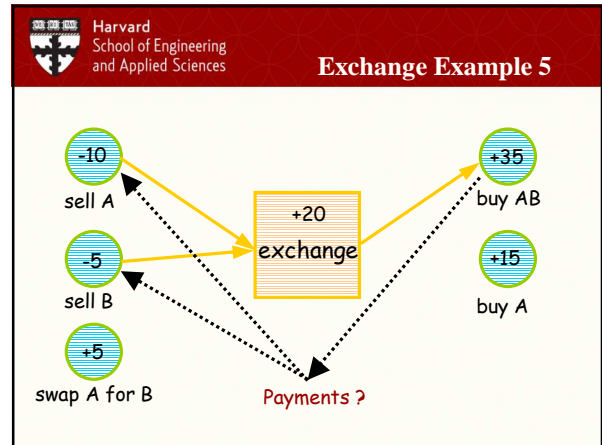 Harvard
School of Engineering
and Applied Sciences
Exchange Example 5
-10
sell A
-5
sell B
+5
swap A for B
+20
exchange
+35
buy AB
+15
buy A
Payments ?